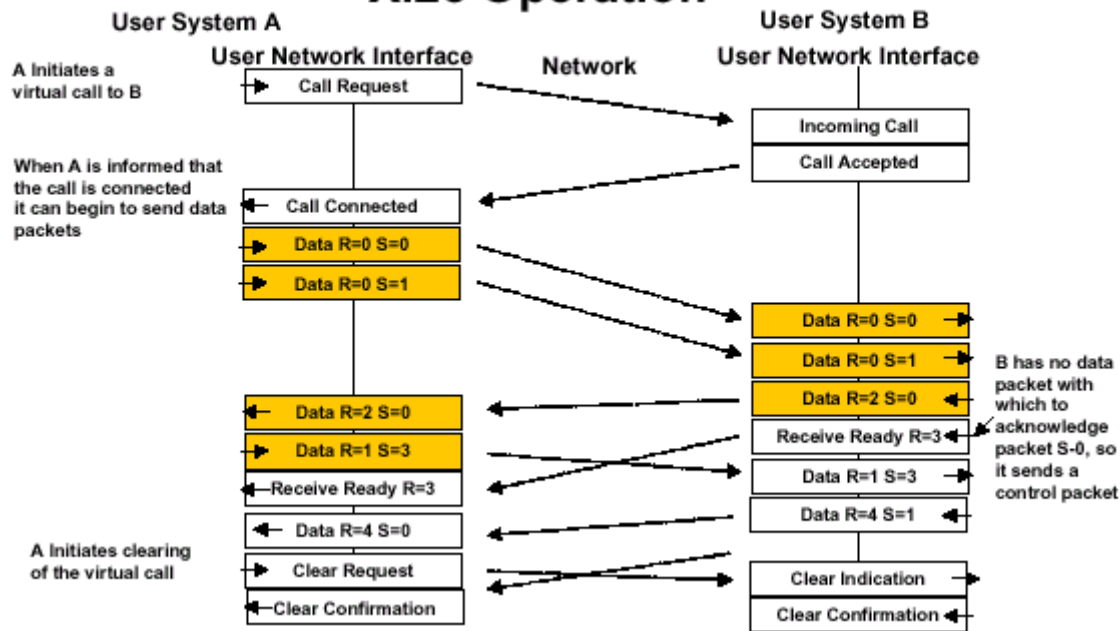 X.25 Operation
User System A
User System B
User Network Interface
Network
User Network Interface
A Initiates a
virtual call to B
Call Request
Incoming Call
Call Accepted
When A is informed that
the call is connected
it can begin to send data
packets
Call Connected
Data R=0 S=0
Data R=0 S=1
Data R=0 S=0
Data R=0 S=1
Data R=2 S=0
Receive Ready R=3
Data R=1 S=3
Data R=4 S=1
B has no data
packet with
which to
acknowledge
packet S-0, so
it sends a
control packet
Data R=2 S=0
Data R=1 S=3
Receive Ready R=3
Data R=4 S=0
A Initiates clearing
of the virtual call
Clear Request
Clear Confirmation
Clear Indication
Clear Confirmation